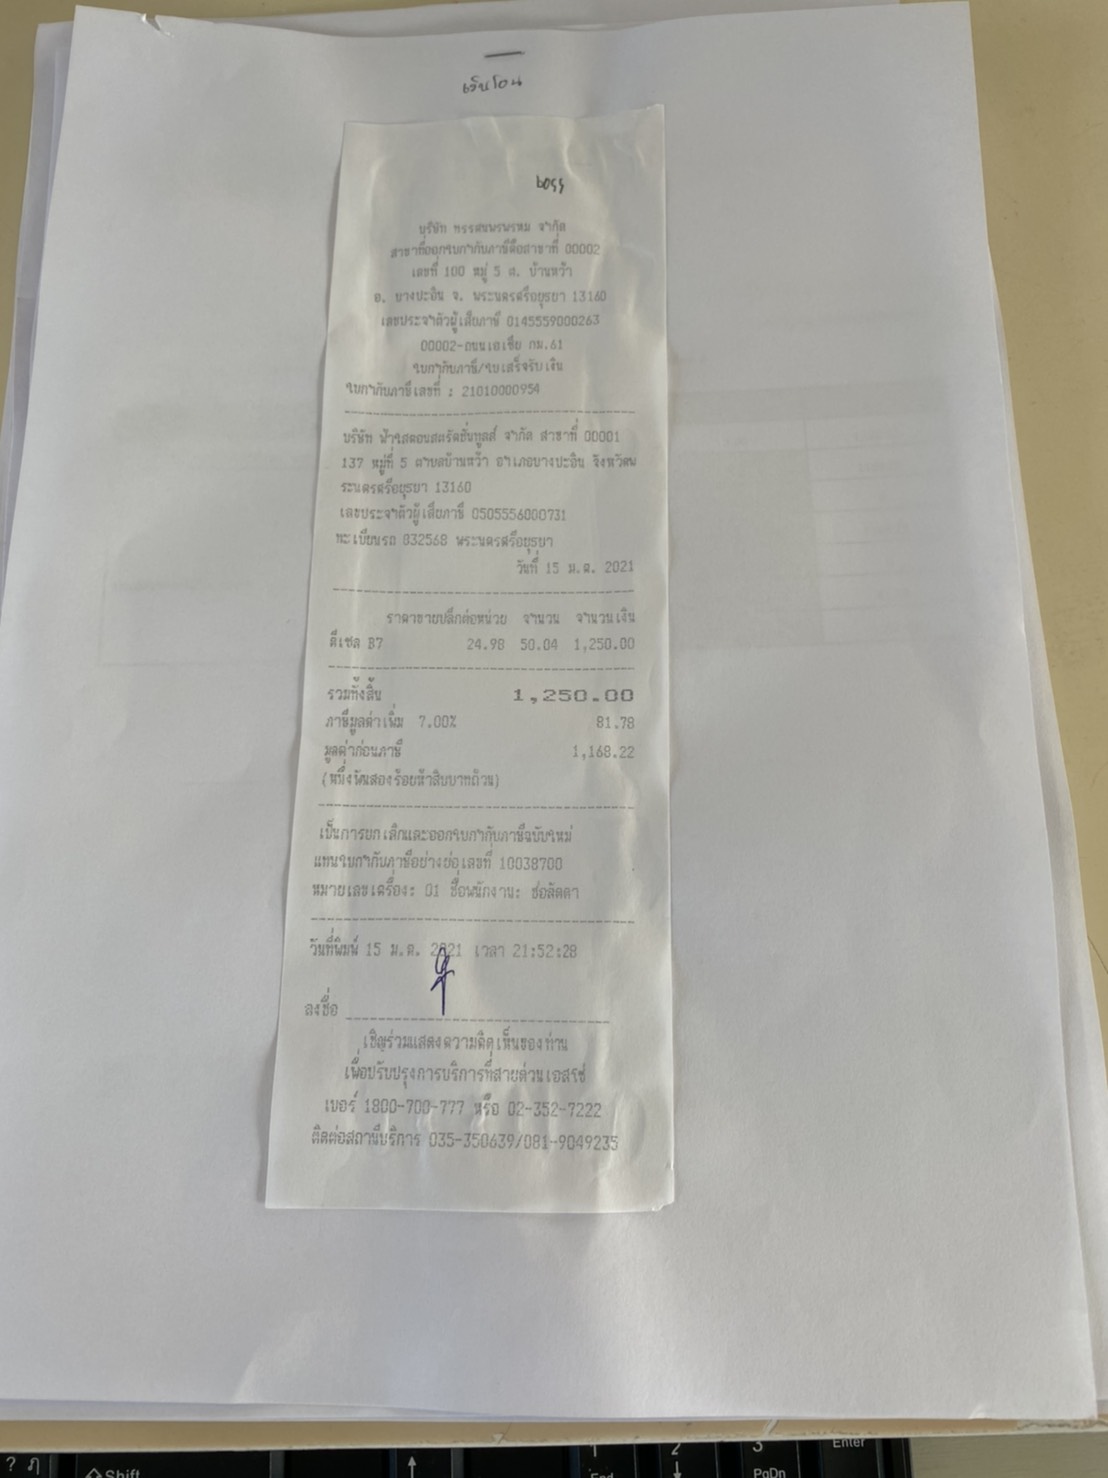 เงินโอน
boss
บริษัท พรรสนพรพรหม จำกัด
สาขาที่ออกใบกำกับภาษีคือสาขาที่ 00002
เลขที่ 100 หมู่ 5 ต. บ้านหว้า
อ. บางปะอิน จ. พระนครศรีอยุธยา 13160
เลขประจำตัวผู้เสียภาษี 0145559000263
00002-ถนนเอเชีย กม.61
ใบกำกับภาษี/ใบเสร็จรับเงิน
ใบกำกับภาษีเลขที่ : 21010000954
บริษัท ฟ้าใสคอนสตรัคชั่นทูลส์ จำกัด สาขาที่ 00001
137 หมู่ที่ 5 ตำบลบ้านหว้า อำเภอบางปะอิน จังหวัดพ
ระนครศรีอยุธยา 13160
เลขประจำตัวผู้เสียภาษี 0505556000731
ทะเบียนรถ 832568 พระนครศรีอยุธยา
วันที่ 15 ม.ค. 2021
ราคาขายปลีกต่อหน่วย จำนวน จำนวนเงิน
ดีเซล B7 24.98 50.04 1,250.00
รวมทั้งสิ้น 1,250.00
ภาษีมูลค่าเพิ่ม 7.00% 81.78
มูลค่าก่อนภาษี 1,168.22
(หนึ่งพันสองร้อยห้าสิบบาทถ้วน)
เป็นการยกเลิกและออกใบกำกับภาษีฉบับใหม่
แทนใบกำกับภาษีอย่างย่อเลขที่ 10038700
หมายเลขเครื่อง: 01 ชื่อพนักงาน: ช่อลัดดา
วันที่พิมพ์ 15 ม.ค. 2021 เวลา 21:52:28
ลงชื่อ
เชิญร่วมแสดงความคิดเห็นของท่าน
เพื่อปรับปรุงการบริการที่สายด่วนเอสโซ่
เบอร์ 1800-700-777 หรือ 02-352-7222
ติดต่อสถานีบริการ 035-350639/081-9049235
? ฦ
Shift
1
End
2
3
PgDn
Enter